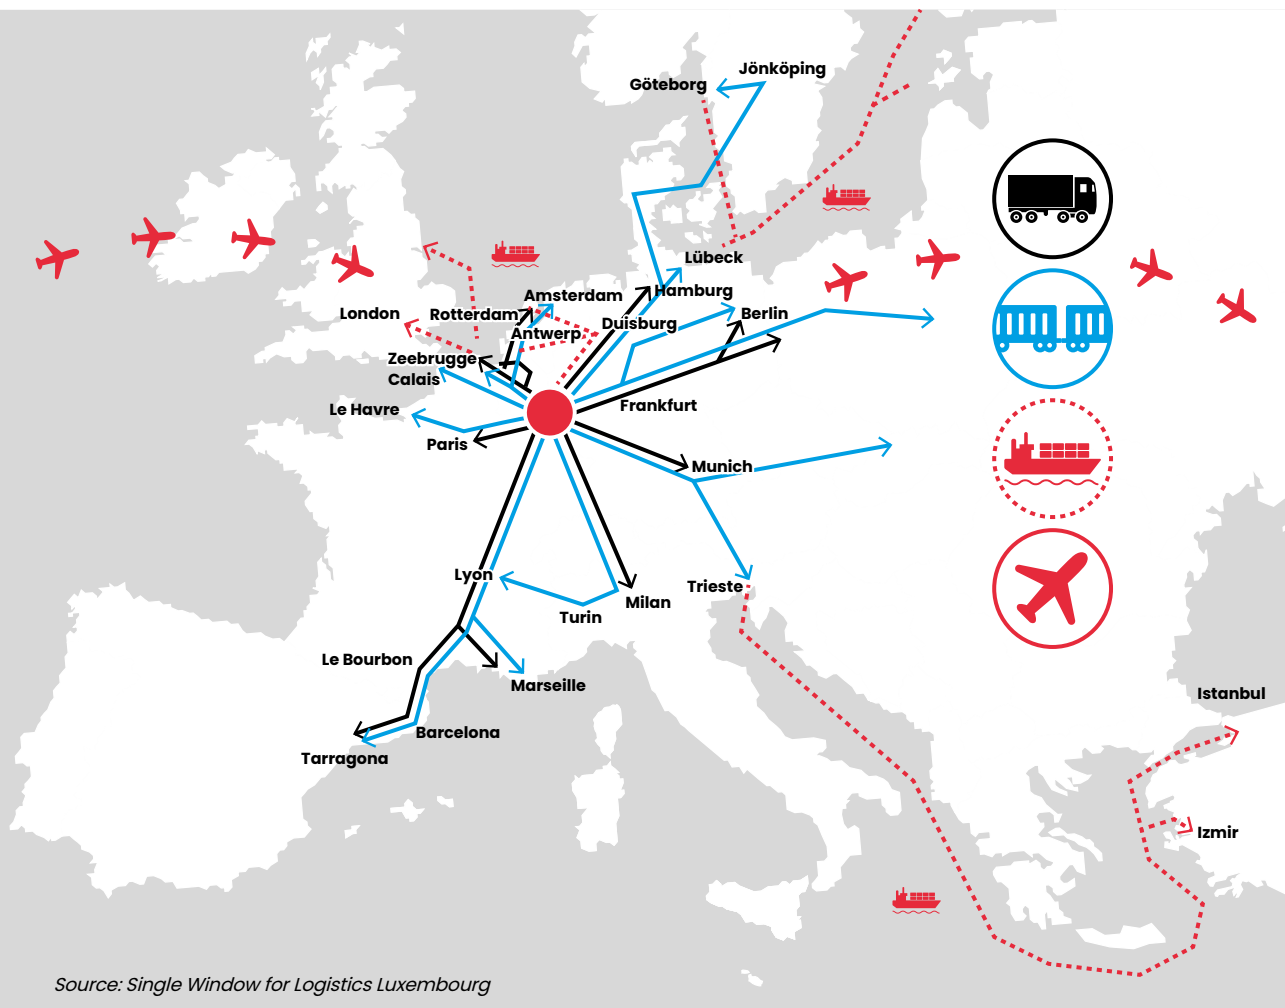 Jönköping
Göteborg
Lübeck
Hamburg
Amsterdam
London
Rotterdam
Duisburg
Berlin
Antwerp
Zeebrugge
Calais
Le Havre
Frankfurt
Paris
Munich
Lyon
Trieste
Milan
Turin
Le Bourbon
Marseille
Istanbul
Barcelona
Tarragona
Izmir
Source: Single Window for Logistics Luxembourg